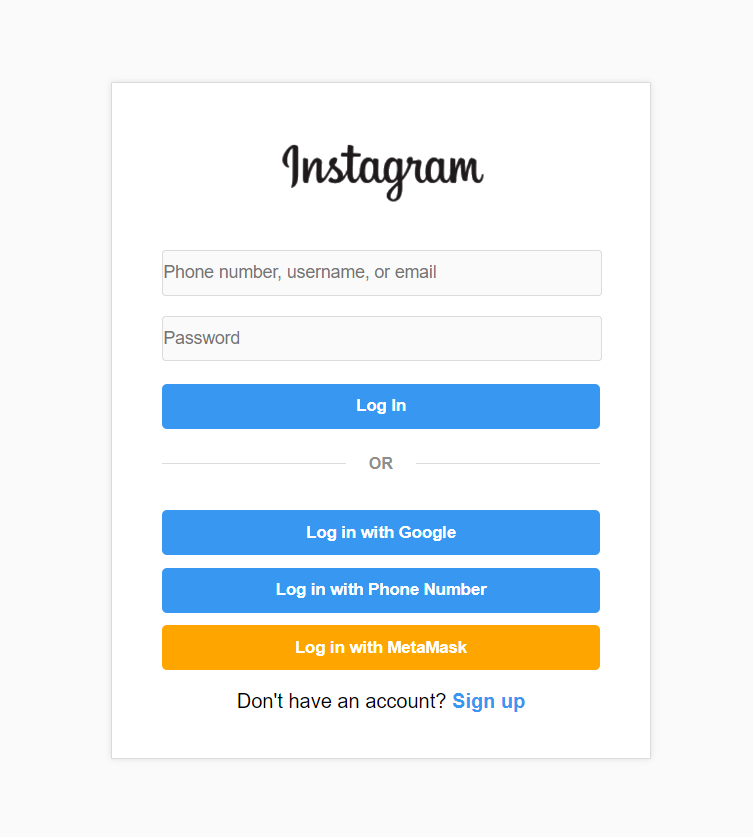 Instagram
Phone number, username, or email
Password
Log In
OR
Log in with Google
Log in with Phone Number
Log in with MetaMask
Don't have an account? Sign up